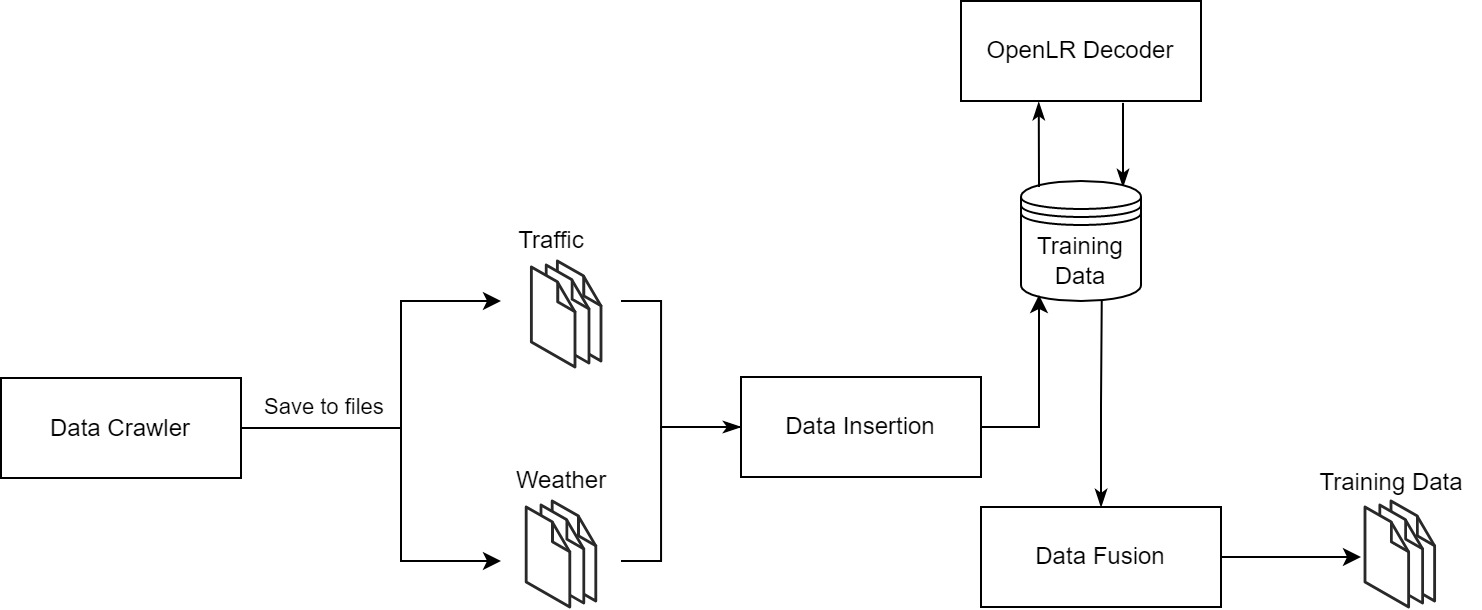 OpenLR Decoder
Traffic
Training
Data
Save to files
Data Crawler
Data Insertion
Weather
Training Data
Data Fusion